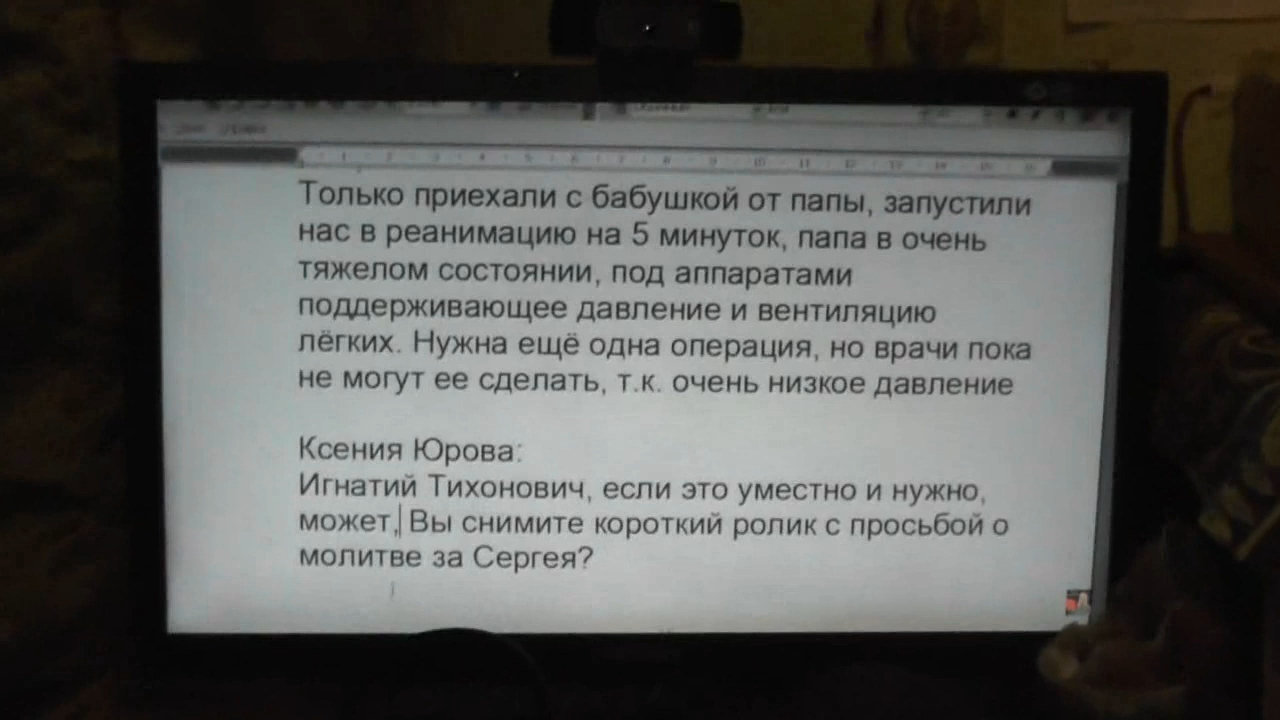 Только приехали с бабушкой от папы, запустили
нас в реанимацию на 5 минуток, папа в очень
тяжелом состоянии, под аппаратами
поддерживающее давление и вентиляцию
лёгких. Нужна ещё одна операция, но врачи пока
не могут ее сделать, т.к. очень низкое давление
Ксения Юрова:
Игнатий Тихонович, если это уместно и нужно,
может, Вы снимите короткий ролик с просьбой о
молитве за Сергея?